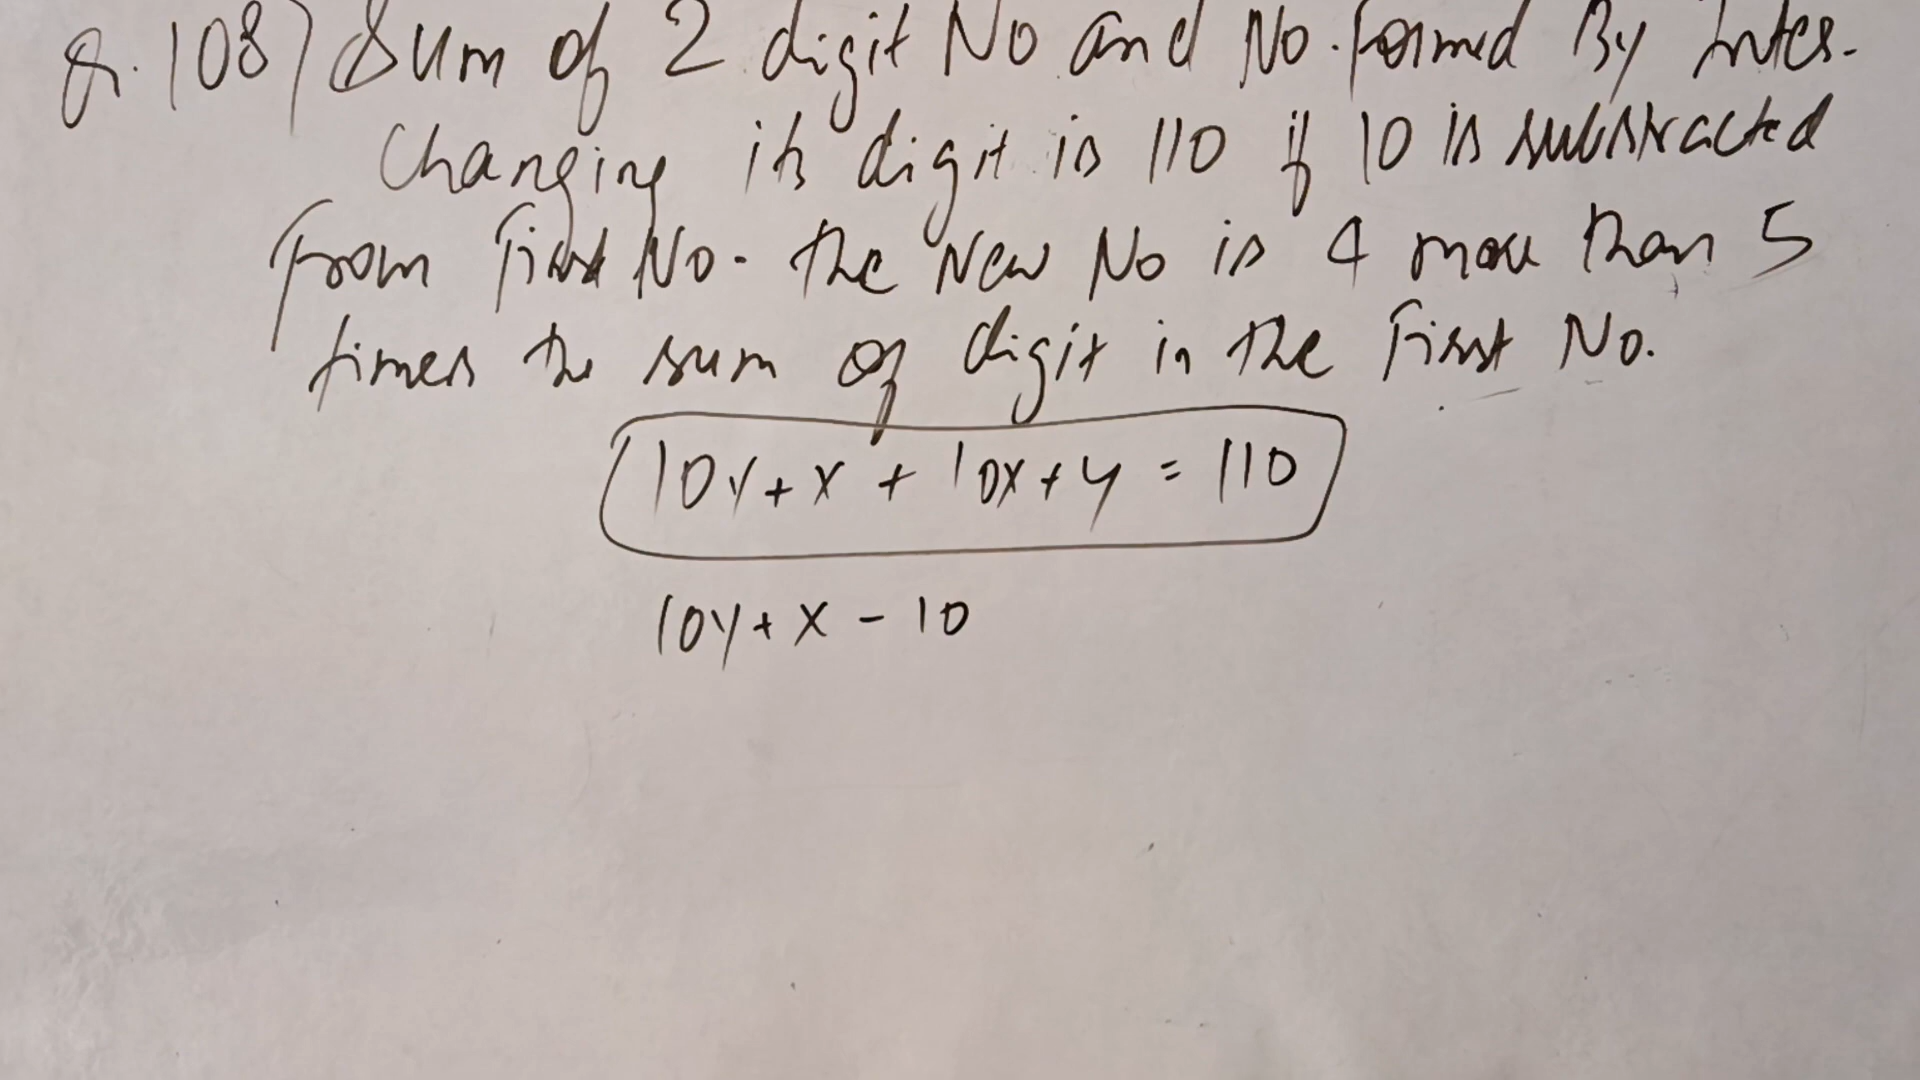 Q.108) Sum of 2 digit No and No. Formed By Inter-
changing its digit is 110 if 10 is substracted
From First No. the New No is 4 more than 5
times the sum of digit in the First No.
10y + x + 10x + y = 110
10y + x - 10